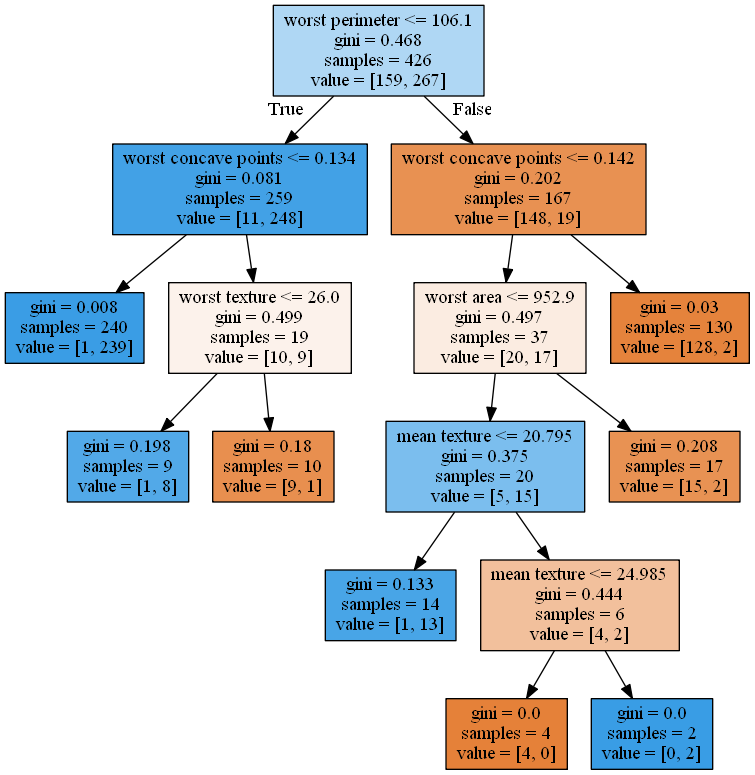 worst perimeter <= 106.1
gini = 0.468
samples = 426
value = [159, 267]
True
False
worst concave points <= 0.134
gini = 0.081
samples = 259
value = [11, 248]
worst concave points <= 0.142
gini = 0.202
samples = 167
value = [148, 19]
gini = 0.008
samples = 240
value = [1, 239]
worst texture <= 26.0
gini = 0.499
samples = 19
value = [10, 9]
worst area <= 952.9
gini = 0.497
samples = 37
value = [20, 17]
gini = 0.03
samples = 130
value = [128, 2]
gini = 0.198
samples = 9
value = [1, 8]
gini = 0.18
samples = 10
value = [9, 1]
mean texture <= 20.795
gini = 0.375
samples = 20
value = [5, 15]
gini = 0.208
samples = 17
value = [15, 2]
gini = 0.133
samples = 14
value = [1, 13]
mean texture <= 24.985
gini = 0.444
samples = 6
value = [4, 2]
gini = 0.0
samples = 4
value = [4, 0]
gini = 0.0
samples = 2
value = [0, 2]